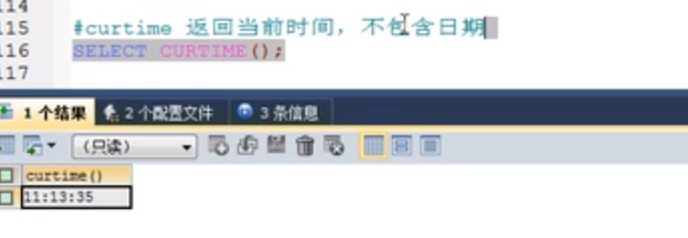 114
115 #curtime 返回当前时间，不包含日期
116 SELECT CURTIME();
117
1 个结果 2 个配置文件 3 条信息
(只读)
curtime()
11:13:35